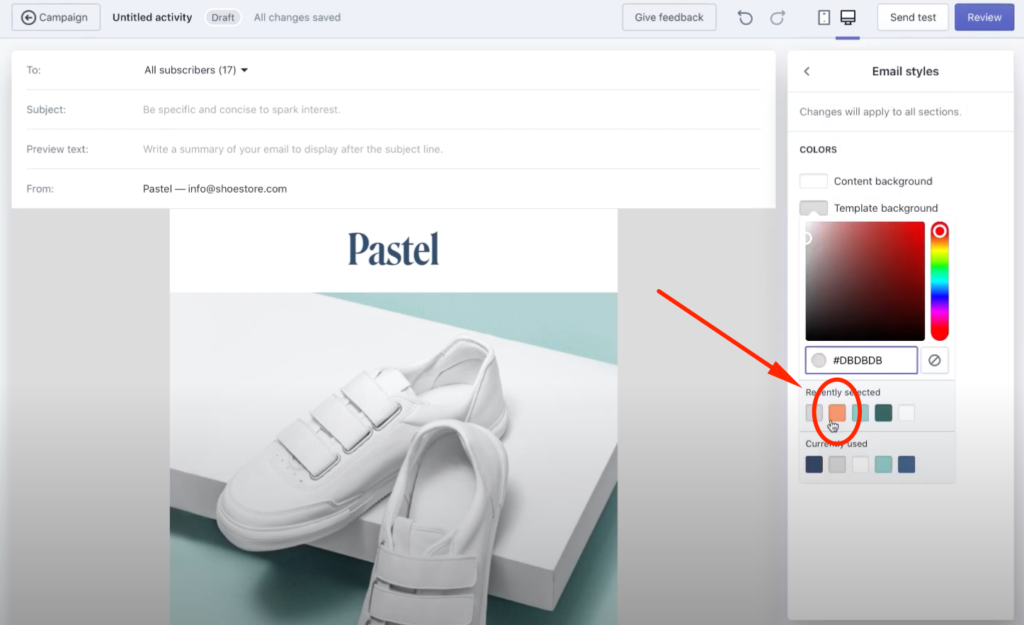 Campaign
Untitled activity
Draft
All changes saved
Give feedback
Send test
Review
To:
All subscribers (17)
Subject:
Be specific and concise to spark interest.
Preview text:
Write a summary of your email to display after the subject line.
From:
Pastel — info@shoestore.com
Pastel
Email styles
Changes will apply to all sections.
COLORS
Content background
Template background
#DBDBDB
Recently selected
Currently used